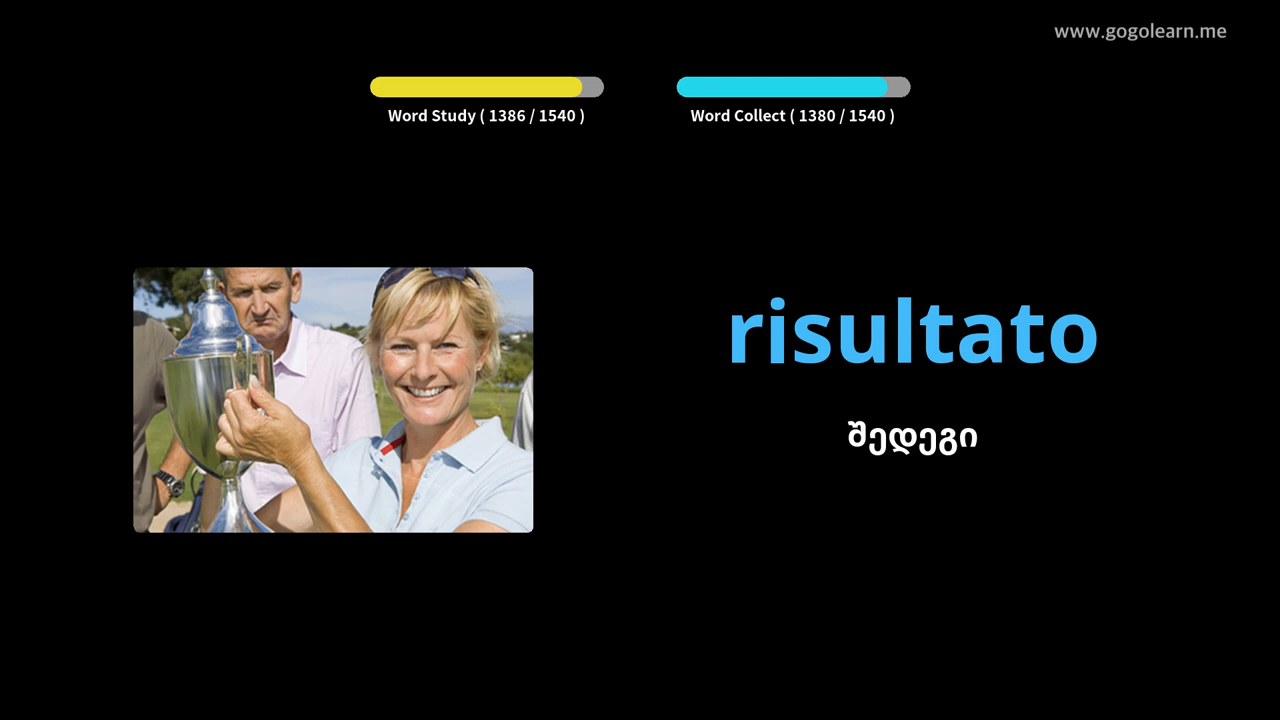 www.gogolearn.me
Word Study ( 1386 / 1540 )
Word Collect ( 1380 / 1540 )
risultato
შედეგი